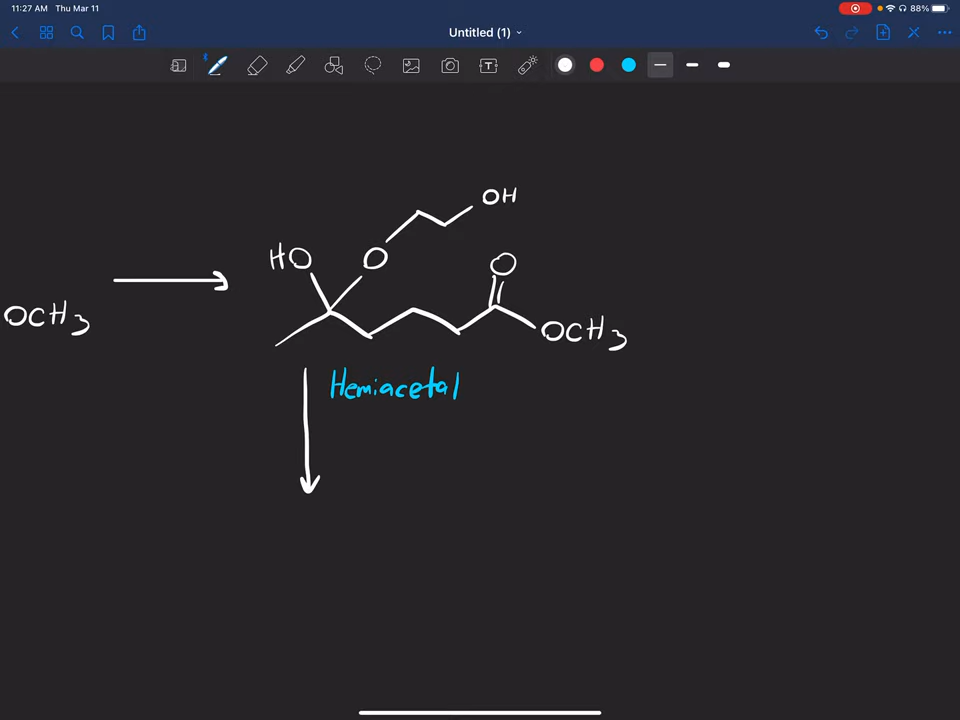 11:27 AM Thu Mar 11
88%
Untitled (1)
T
OH
HO
O
O
OCH3
OCH3
Hemiacetal